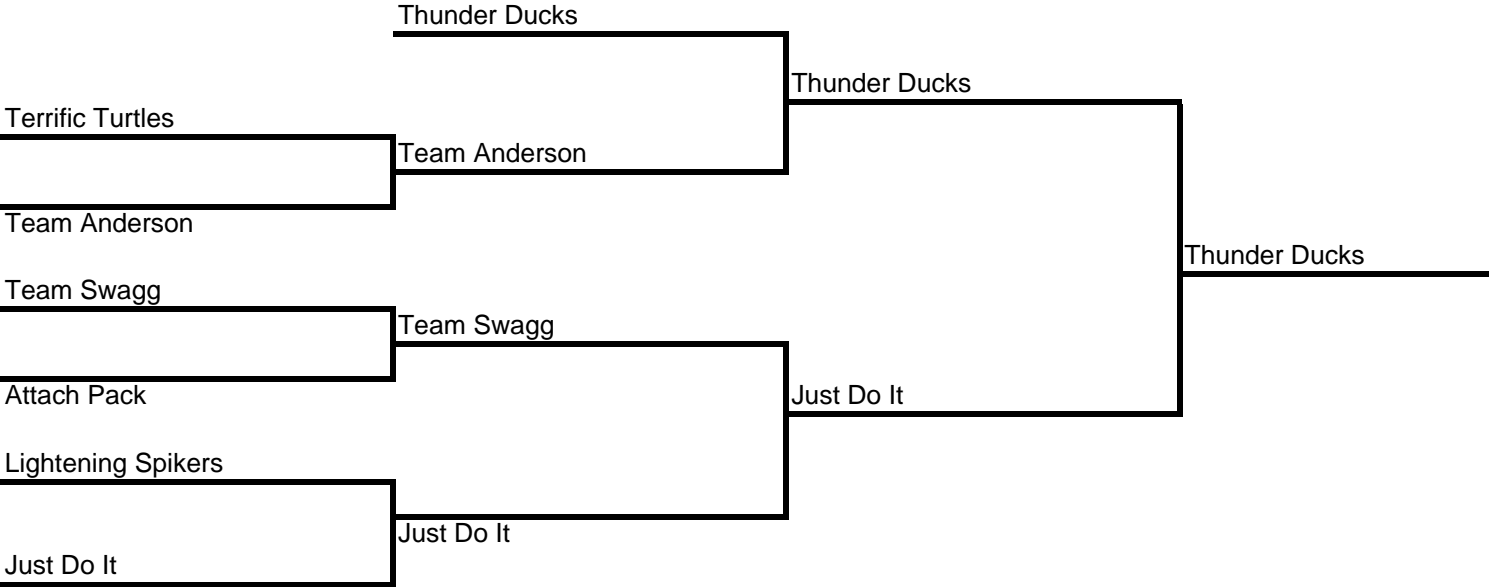 Thunder Ducks
Thunder Ducks
Terrific Turtles
Team Anderson
Team Anderson
Thunder Ducks
Team Swagg
Team Swagg
Attach Pack
Just Do It
Lightening Spikers
Just Do It
Just Do It